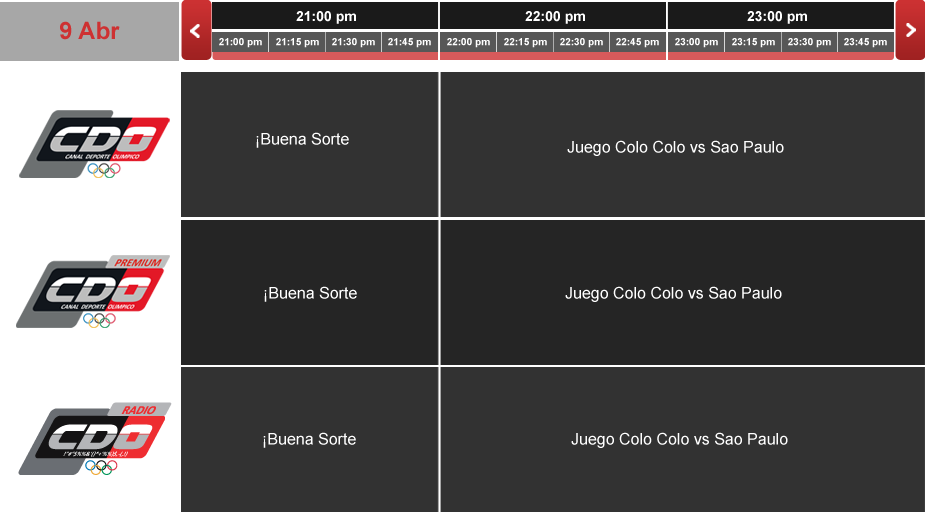 9 Abr
21:00 pm 22:00 pm 23:00 pm
21:00 pm 21:15 pm 21:30 pm 21:45 pm 22:00 pm 22:15 pm 22:30 pm 22:45 pm 23:00 pm 23:15 pm 23:30 pm 23:45 pm
CDO
CANAL DEPORTE OLIMPICO
¡Buena Sorte
Juego Colo Colo vs Sao Paulo
PREMIUM
CDO
CANAL DEPORTE OLIMPICO
¡Buena Sorte
Juego Colo Colo vs Sao Paulo
RADIO
CDO
¡Buena Sorte
Juego Colo Colo vs Sao Paulo